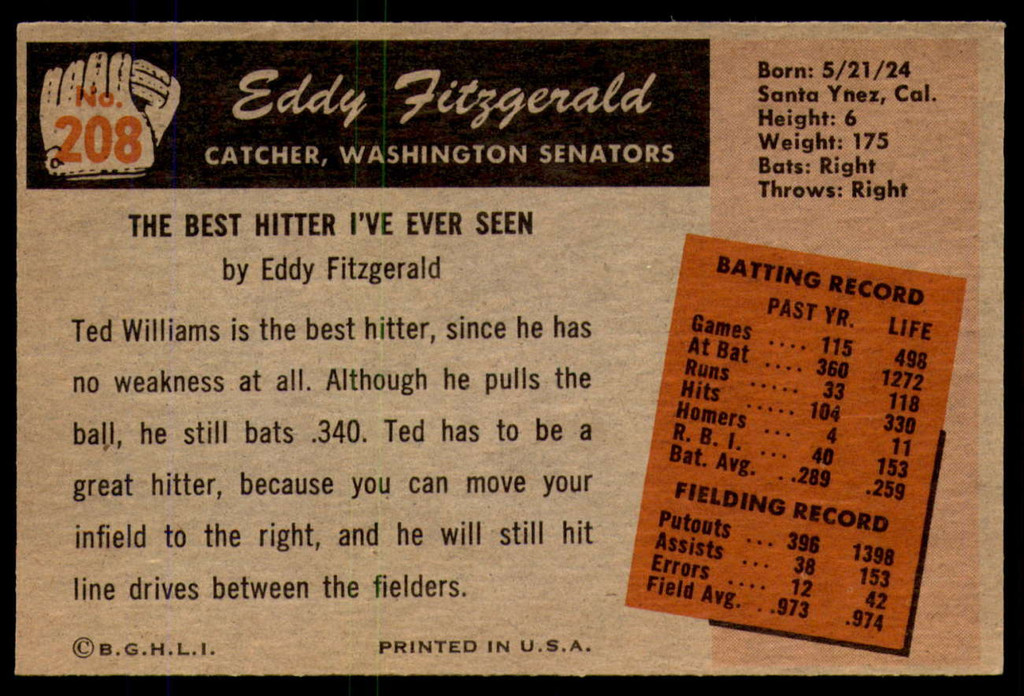 No.
208
Eddy Fitzgerald
CATCHER, WASHINGTON SENATORS
Born: 5/21/24
Santa Ynez, Cal.
Height: 6
Weight: 175
Bats: Right
Throws: Right
THE BEST HITTER I'VE EVER SEEN
by Eddy Fitzgerald
Ted Williams is the best hitter, since he has
no weakness at all. Although he pulls the
ball, he still bats .340. Ted has to be a
great hitter, because you can move your
infield to the right, and he will still hit
line drives between the fielders.
BATTING RECORD
PAST YR. LIFE
Games .... 115 498
At Bat .... 360 1272
Runs ..... 33 118
Hits ..... 104 330
Homers ... 4 11
R. B. I. ... 40 153
Bat. Avg. ..289 .259
FIELDING RECORD
Putouts ... 396 1398
Assists ... 38 153
Errors .... 12 42
Field Avg. ..973 .974
©B.G.H.L.I.
PRINTED IN U.S.A.